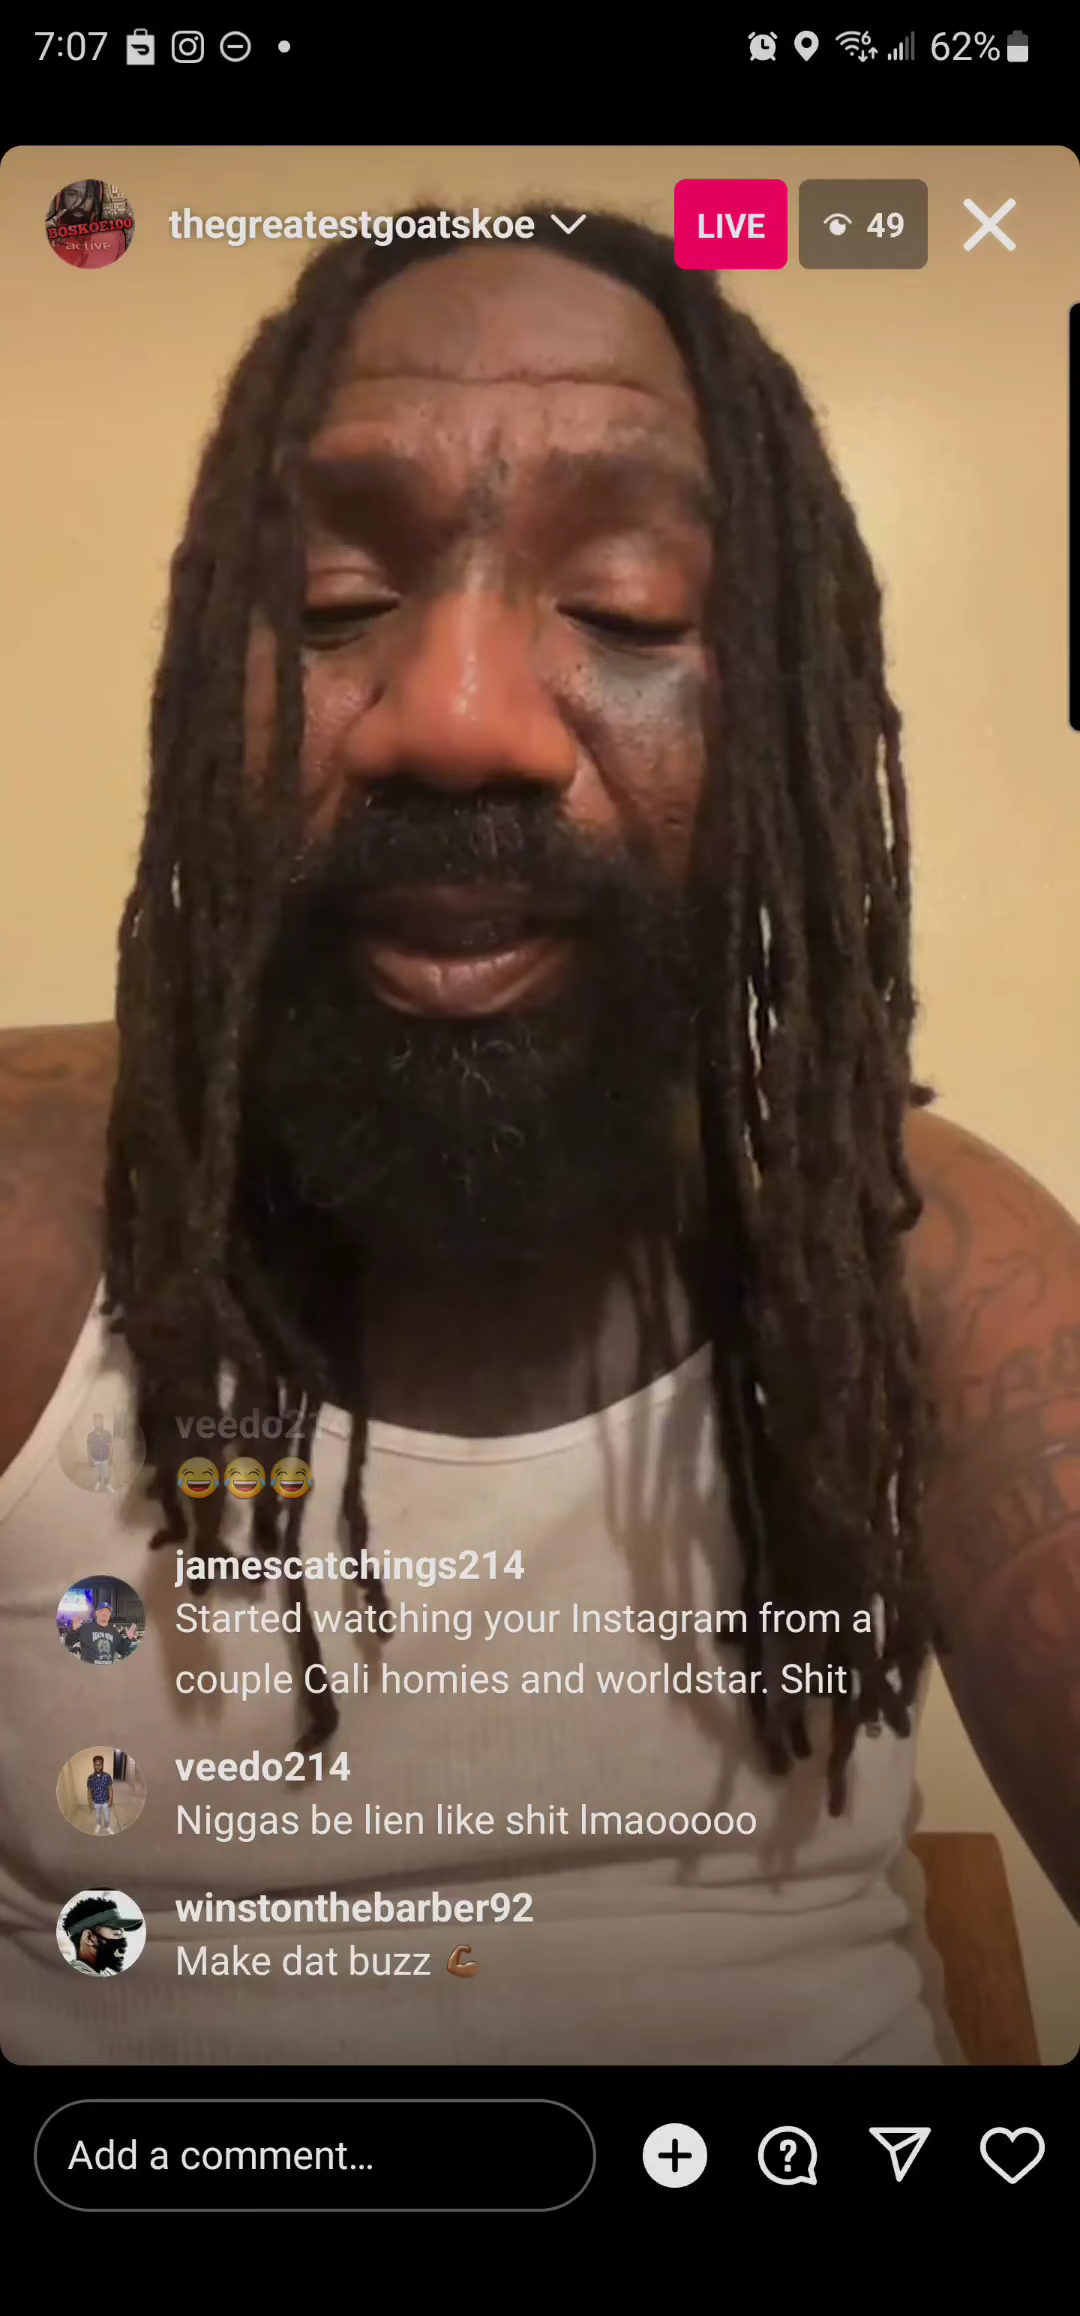 7:07
62%
BOSKOE100
active
thegreatestgoatskoe
LIVE
49
veedo214
😂😂😂
jamescatchings214
Started watching your Instagram from a
couple Cali homies and worldstar. Shit
veedo214
Niggas be lien like shit lmaooooo
winstonthebarber92
Make dat buzz 💪🏾
Add a comment...